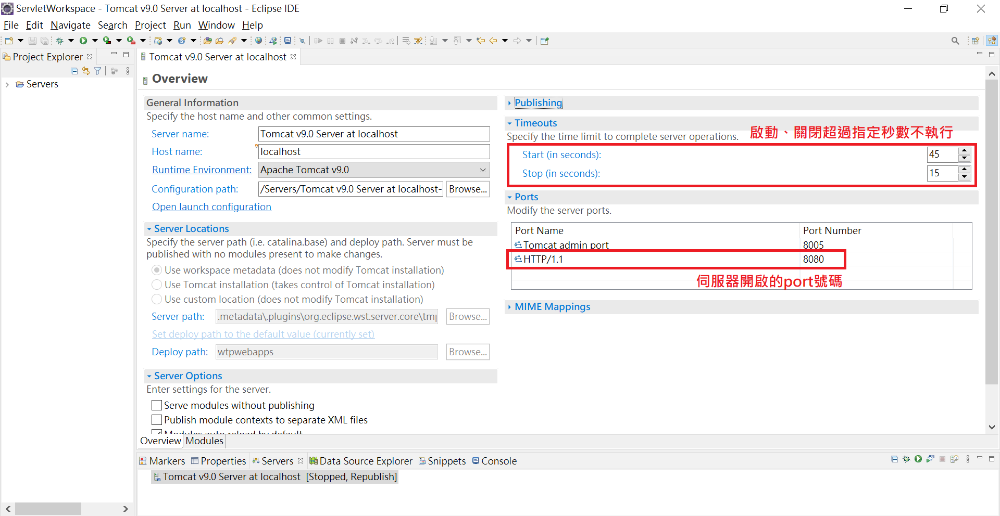 ServletWorkspace - Tomcat v9.0 Server at localhost - Eclipse IDE
File Edit Navigate Search Project Run Window Help
Project Explorer
Servers
Tomcat v9.0 Server at localhost
Overview
General Information
Specify the host name and other common settings.
Server name: Tomcat v9.0 Server at localhost
Host name: localhost
Runtime Environment: Apache Tomcat v9.0
Configuration path: /Servers/Tomcat v9.0 Server at localhost- Browse...
Open launch configuration
Server Locations
Specify the server path (i.e. catalina.base) and deploy path. Server must be
published with no modules present to make changes.
Use workspace metadata (does not modify Tomcat installation)
Use Tomcat installation (takes control of Tomcat installation)
Use custom location (does not modify Tomcat installation)
Server path: .metadata\.plugins\org.eclipse.wst.server.core\tmp Browse...
Set deploy path to the default value (currently set)
Deploy path: wtpwebapps Browse...
Server Options
Enter settings for the server.
Serve modules without publishing
Publish module contexts to separate XML files
Modules auto reload by default
Publishing
Timeouts
啟動、關閉超過指定秒數不執行
Specify the time limit to complete server operations.
Start (in seconds): 45
Stop (in seconds): 15
Ports
Modify the server ports.
Port Name Port Number
Tomcat admin port 8005
HTTP/1.1 8080
伺服器開啟的port號碼
MIME Mappings
Overview Modules
Markers Properties Servers Data Source Explorer Snippets Console
Tomcat v9.0 Server at localhost [Stopped, Republish]